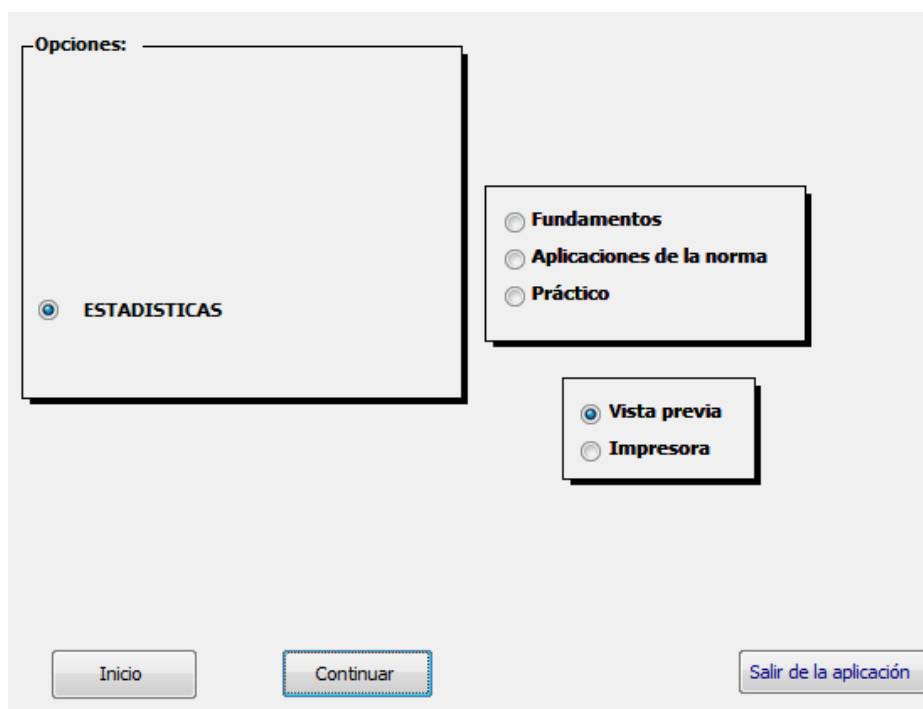 Opciones:
Fundamentos
Aplicaciones de la norma
Práctico
ESTADISTICAS
Vista previa
Impresora
Inicio
Continuar
Salir de la aplicación